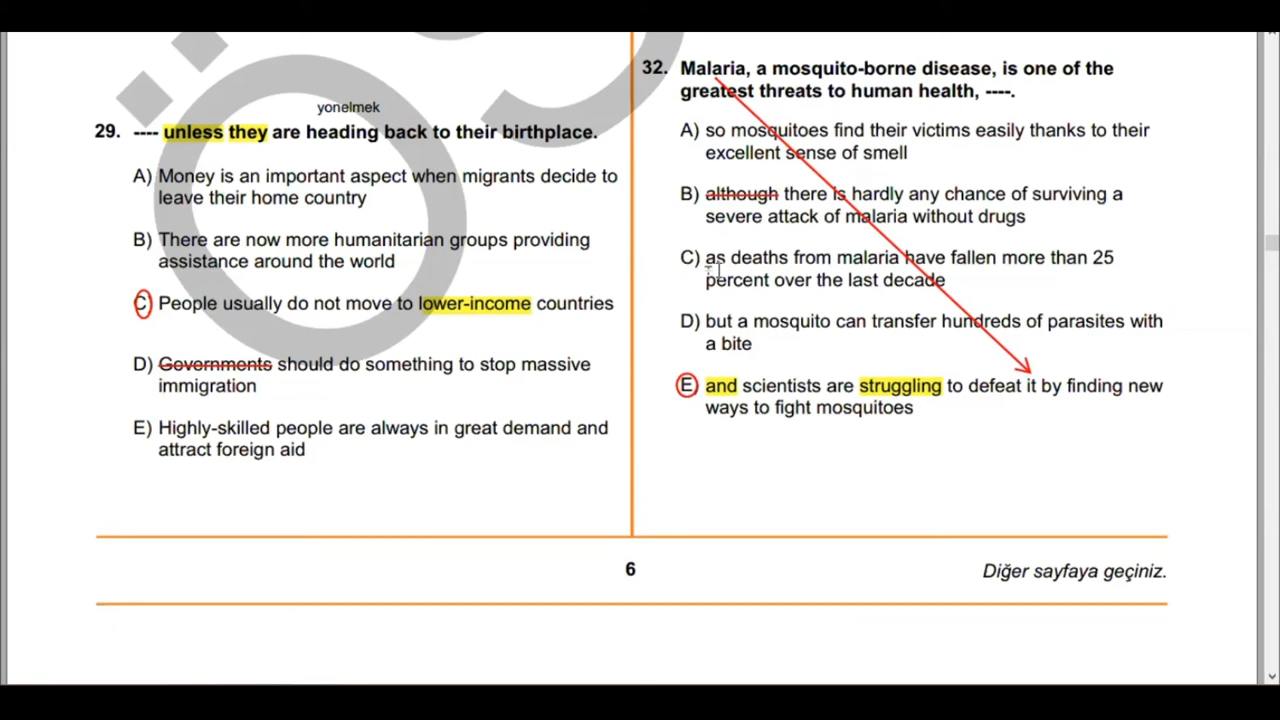 yonelmek
29. ---- unless they are heading back to their birthplace.
A) Money is an important aspect when migrants decide to
leave their home country
B) There are now more humanitarian groups providing
assistance around the world
C) People usually do not move to lower-income countries
D) Governments should do something to stop massive
immigration
E) Highly-skilled people are always in great demand and
attract foreign aid
32. Malaria, a mosquito-borne disease, is one of the
greatest threats to human health, ----.
A) so mosquitoes find their victims easily thanks to their
excellent sense of smell
B) although there is hardly any chance of surviving a
severe attack of malaria without drugs
C) as deaths from malaria have fallen more than 25
percent over the last decade
D) but a mosquito can transfer hundreds of parasites with
a bite
E) and scientists are struggling to defeat it by finding new
ways to fight mosquitoes
6
Diğer sayfaya geçiniz.